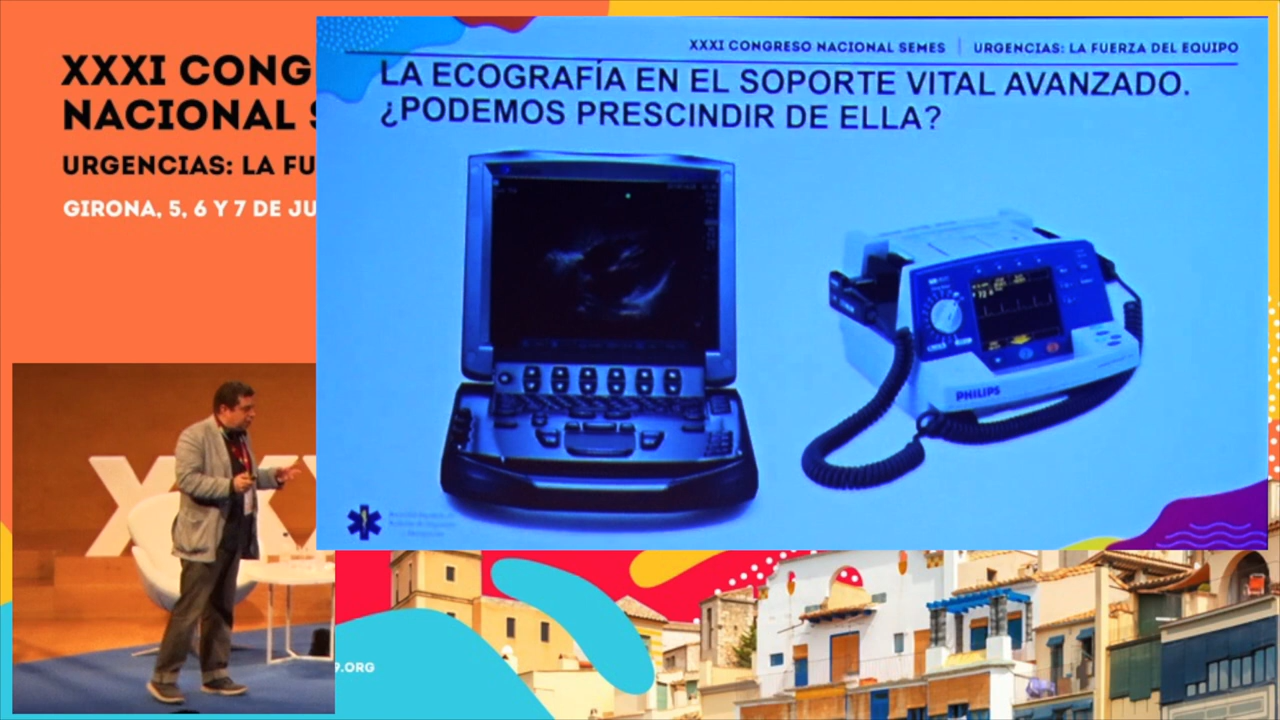 XXXI CONG
NACIONAL
URGENCIAS: LA FU
GIRONA, 5, 6 Y 7 DE JU
XXXI CONGRESO NACIONAL SEMES | URGENCIAS: LA FUERZA DEL EQUIPO
LA ECOGRAFÍA EN EL SOPORTE VITAL AVANZADO.
¿PODEMOS PRESCINDIR DE ELLA?
PHILIPS
XXX
.ORG